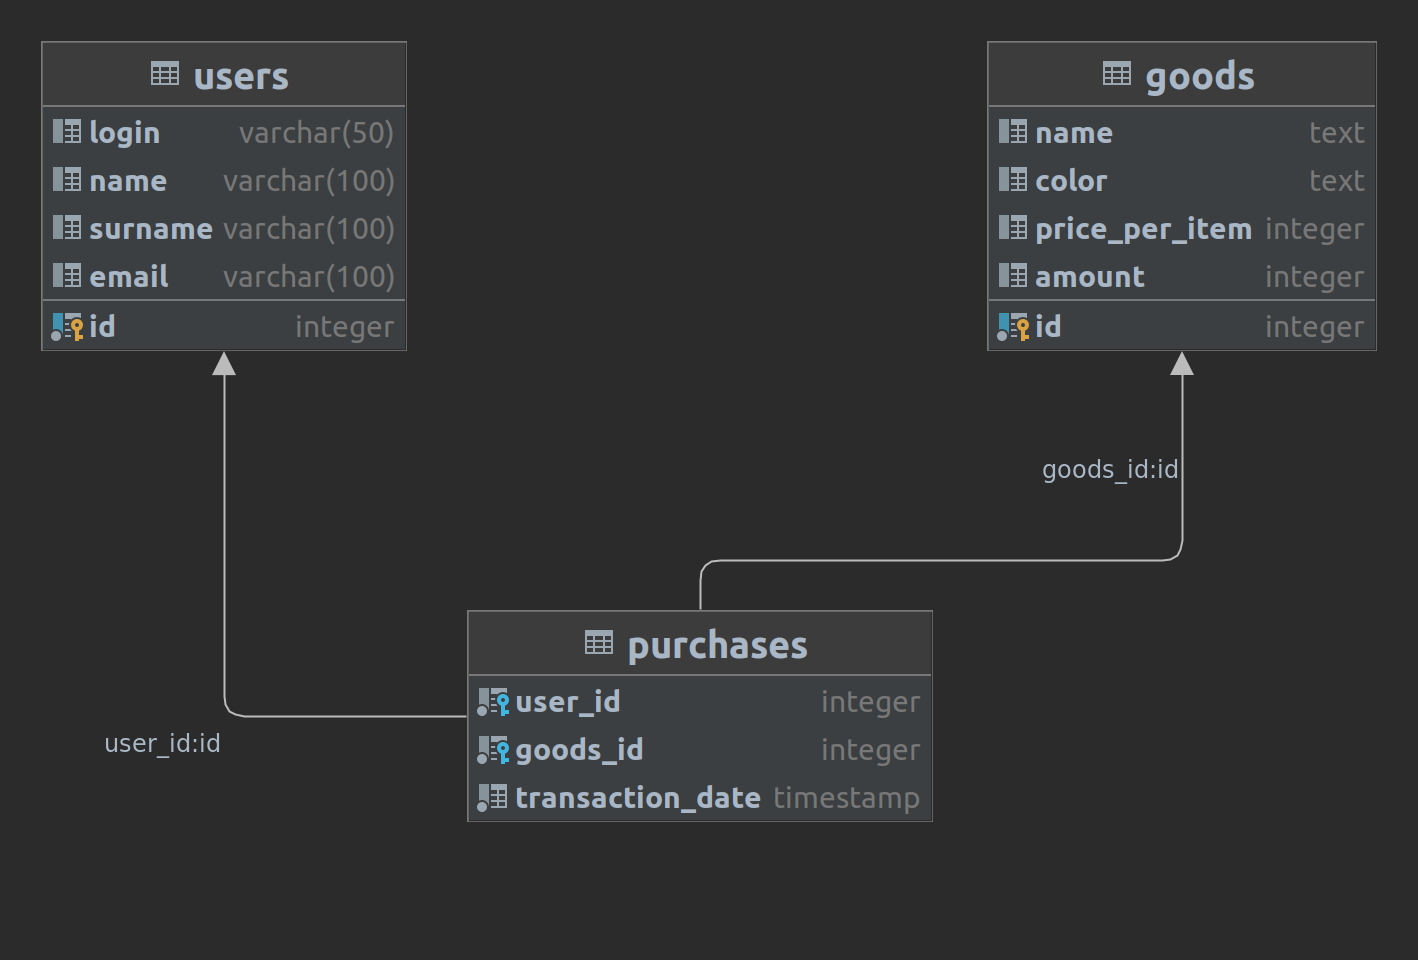 users
login varchar(50)
name varchar(100)
surname varchar(100)
email varchar(100)
id integer
goods
name text
color text
price_per_item integer
amount integer
id integer
goods_id:id
user_id:id
purchases
user_id integer
goods_id integer
transaction_date timestamp